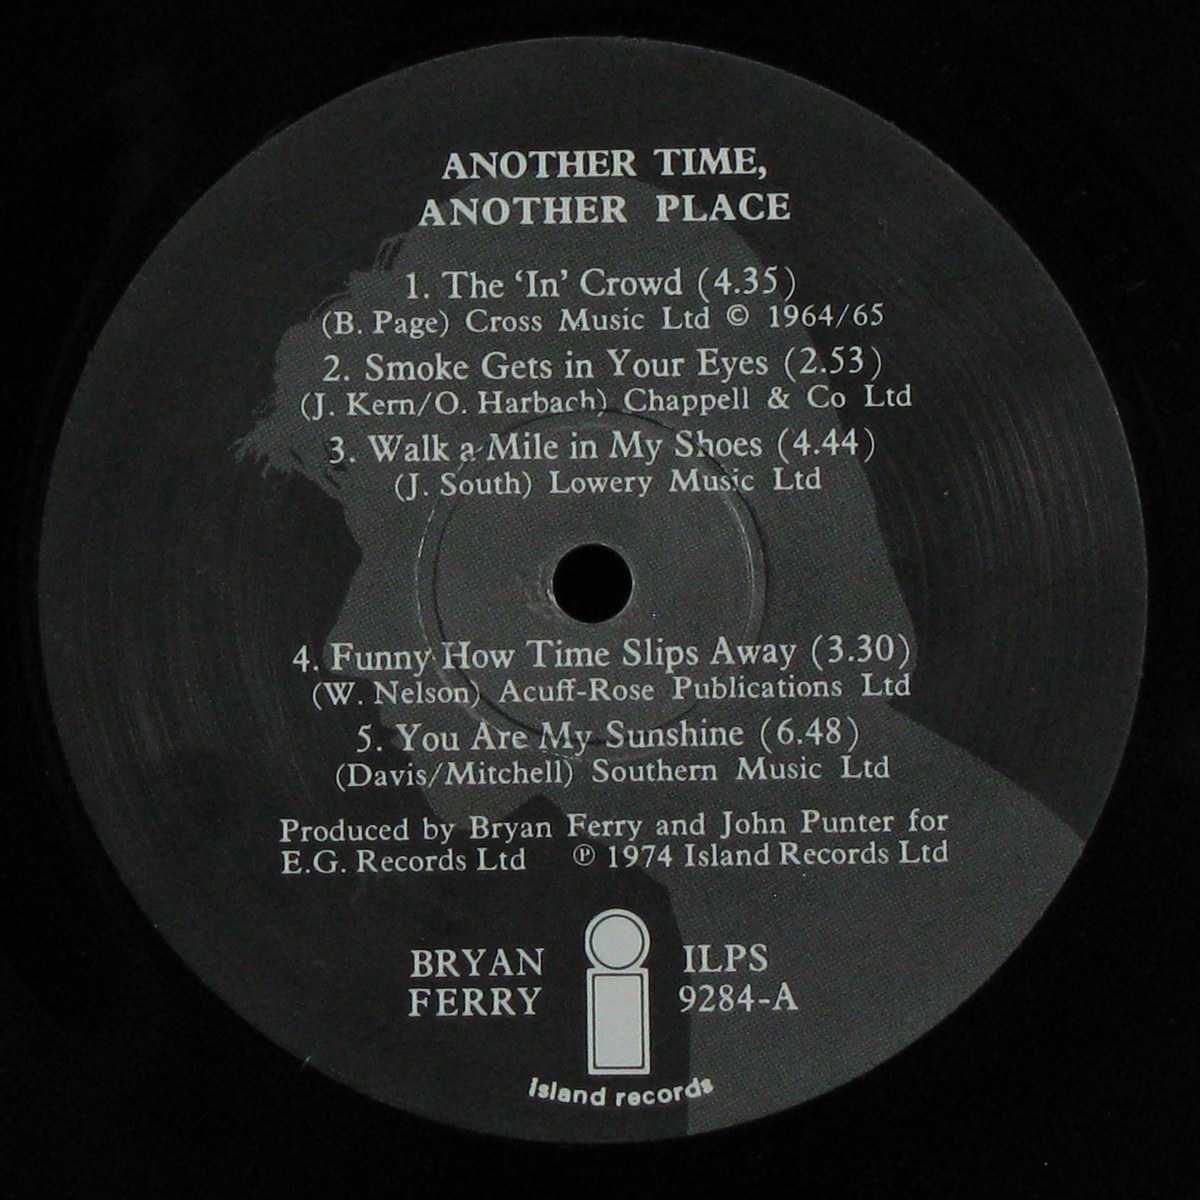 ANOTHER TIME,
ANOTHER PLACE
1. The ‘In’ Crowd (4.35)
(B. Page) Cross Music Ltd © 1964/65
2. Smoke Gets in Your Eyes (2.53)
(J. Kern/O. Harbach) Chappell & Co Ltd
3. Walk a Mile in My Shoes (4.44)
(J. South) Lowery Music Ltd
4. Funny How Time Slips Away (3.30)
(W. Nelson) Acuff-Rose Publications Ltd
5. You Are My Sunshine (6.48)
(Davis/Mitchell) Southern Music Ltd
Produced by Bryan Ferry and John Punter for
E.G. Records Ltd ℗ 1974 Island Records Ltd
BRYAN
FERRY
ILPS
9284-A
island records